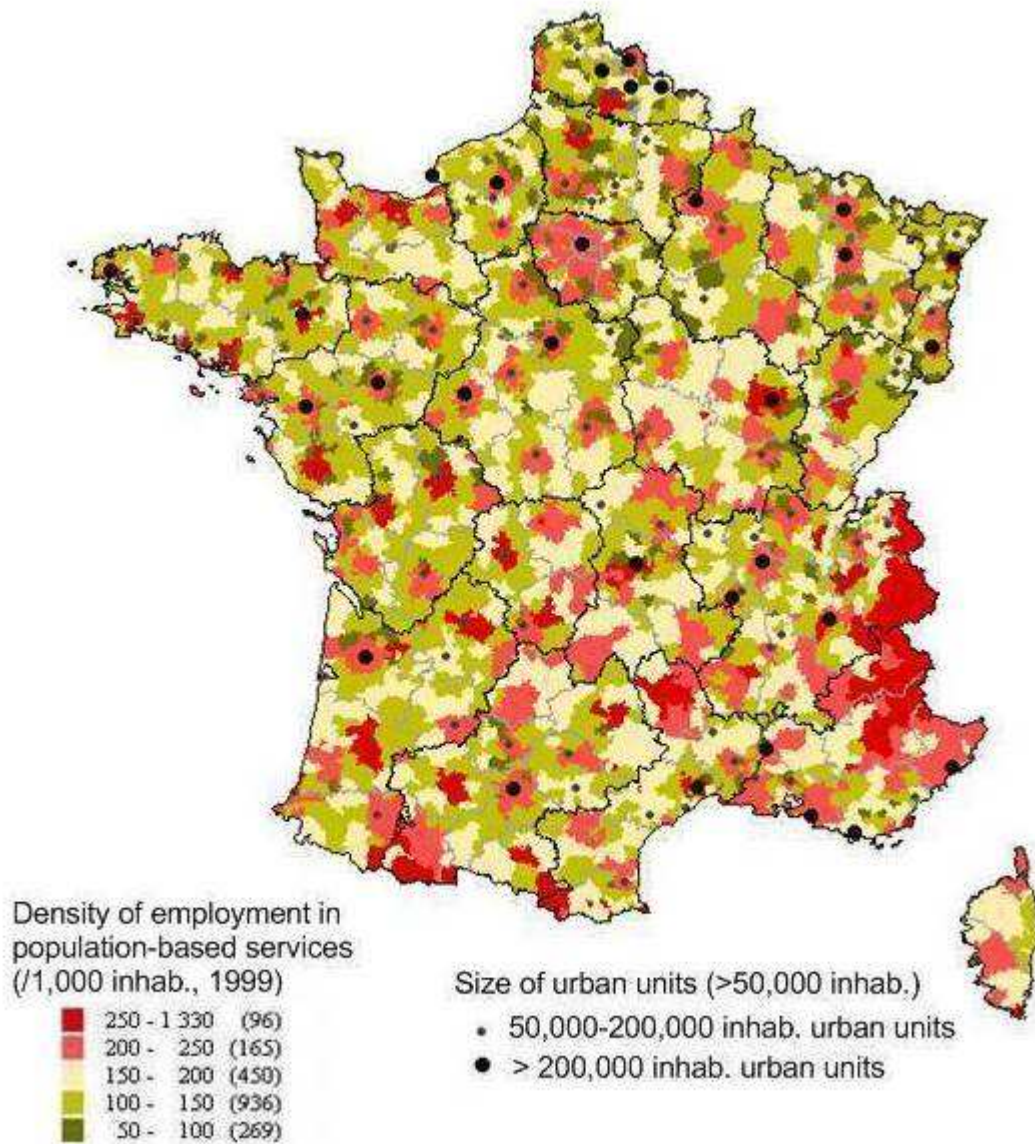 Density of employment in
population-based services
(/1,000 inhab., 1999)
250 - 1 330 (96)
200 - 250 (165)
150 - 200 (450)
100 - 150 (936)
50 - 100 (269)
Size of urban units (>50,000 inhab.)
50,000-200,000 inhab. urban units
> 200,000 inhab. urban units